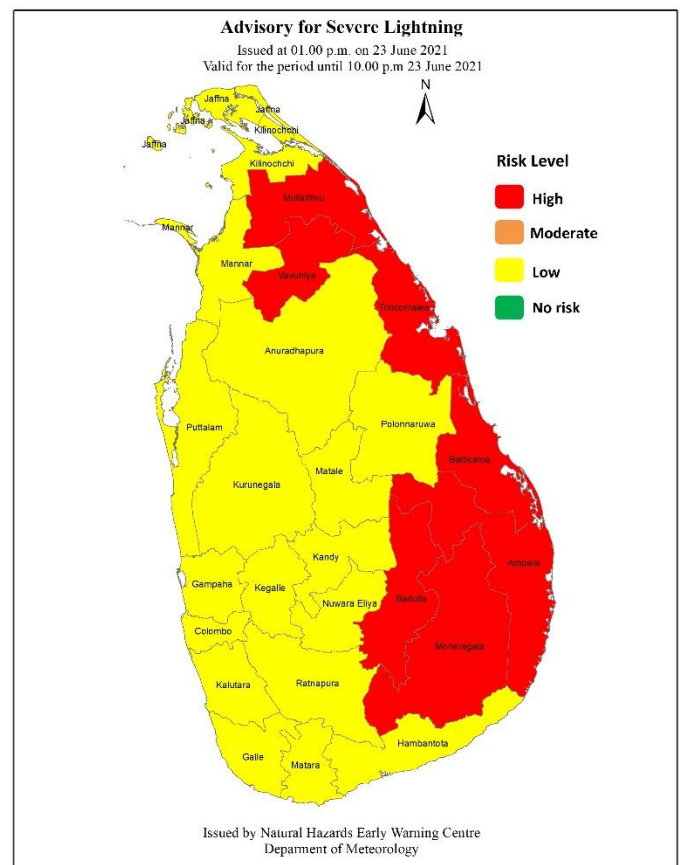 Advisory for Severe Lightning
Issued at 01.00 p.m. on 23 June 2021
Valid for the period until 10.00 p.m 23 June 2021
N
Jaffna
Jaffna
Jaffna
Kilinochchi
Jaffna
Kilinochchi
Risk Level
High
Moderate
Low
No risk
Mullaitivu
Mannar
Mannar
Vavuniya
Trincomalee
Anuradhapura
Polonnaruwa
Puttalam
Batticaloa
Matale
Kurunegala
Kandy
Ampara
Gampaha
Kegalle
Badulla
Nuwara Eliya
Colombo
Moneragala
Kalutara
Ratnapura
Hambantota
Galle
Matara
Issued by Natural Hazards Early Warning Centre
Deparment of Meteorology